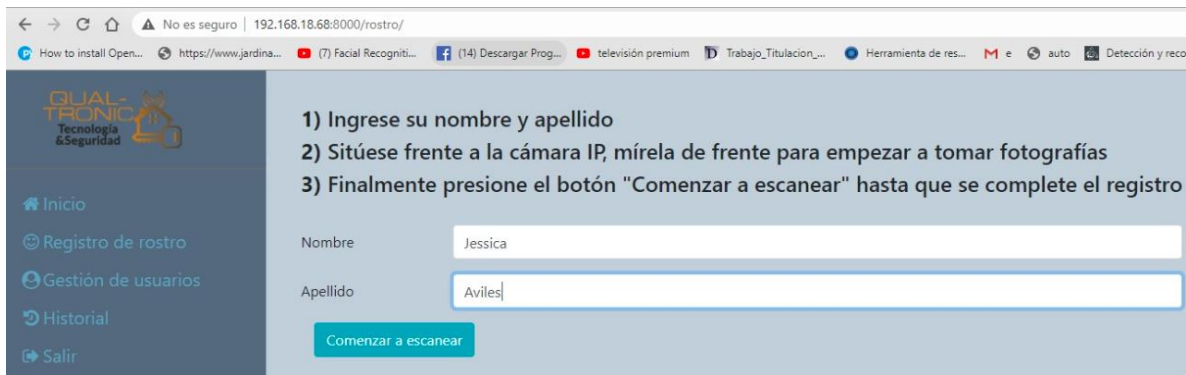 No es seguro | 192.168.18.68:8000/rostro/
How to install Open... https://www.jardina... (7) Facial Recogniti... (14) Descargar Prog... televisión premium Trabajo_Titulacion_... Herramienta de res... e auto Detección y reco
QUAL-
TRONIC
Tecnología
&Seguridad
1) Ingrese su nombre y apellido
2) Sitúese frente a la cámara IP, mírela de frente para empezar a tomar fotografías
3) Finalmente presione el botón "Comenzar a escanear" hasta que se complete el registro
Inicio
Registro de rostro
Gestión de usuarios
Historial
Salir
Nombre Jessica
Apellido Aviles
Comenzar a escanear